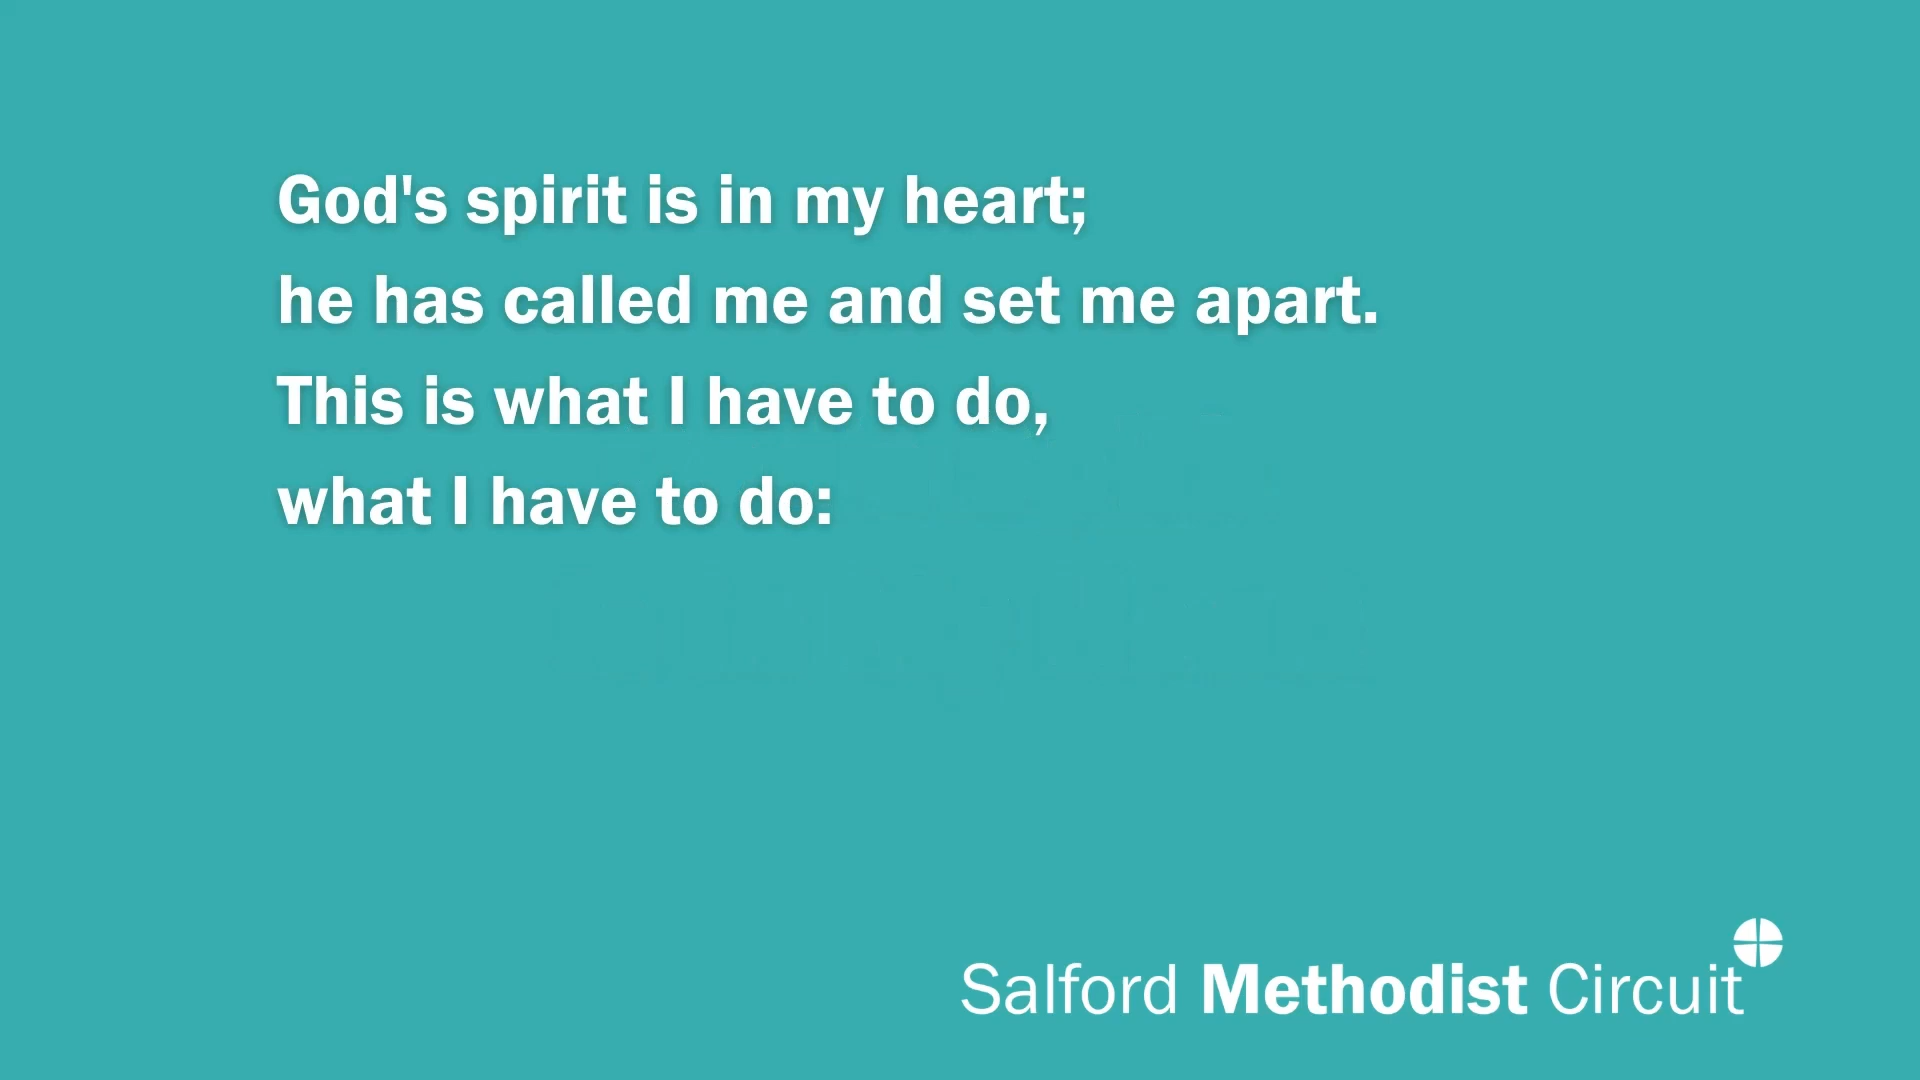 God's spirit is in my heart;
he has called me and set me apart.
This is what I have to do,
what I have to do:
Salford Methodist Circuit